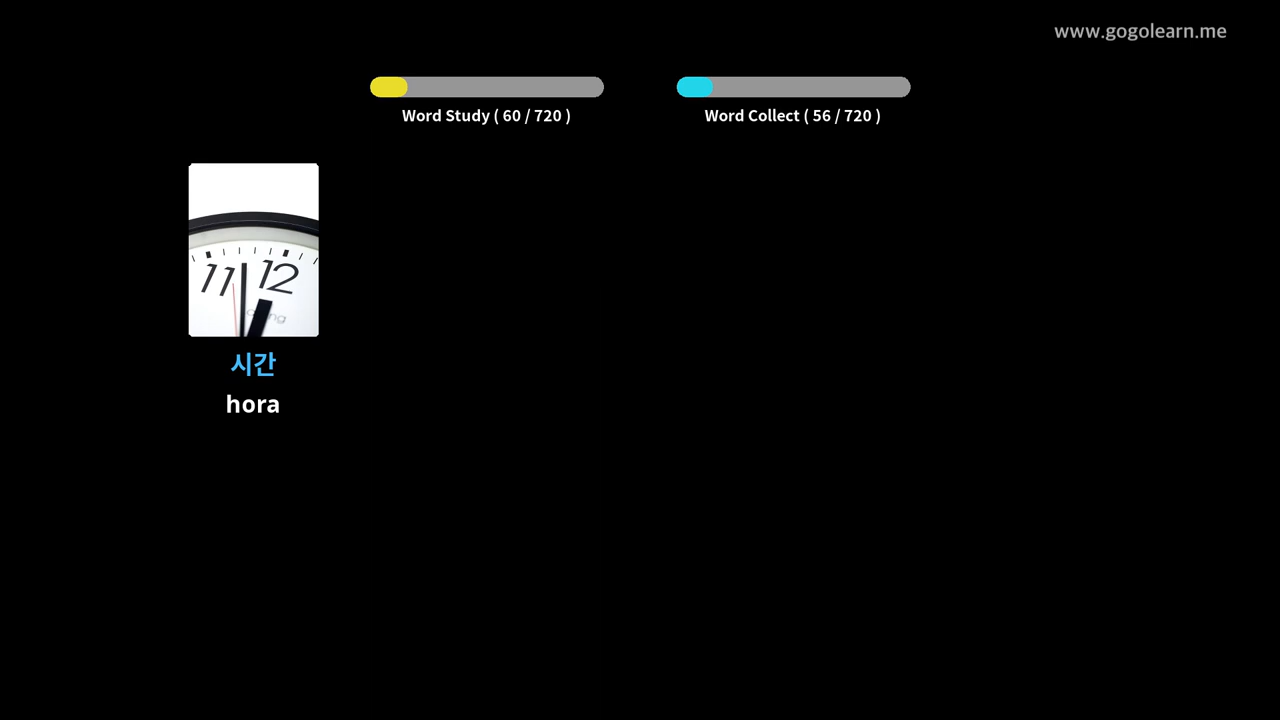 www.gogolearn.me
Word Study ( 60 / 720 )
Word Collect ( 56 / 720 )
11 12
시간
hora